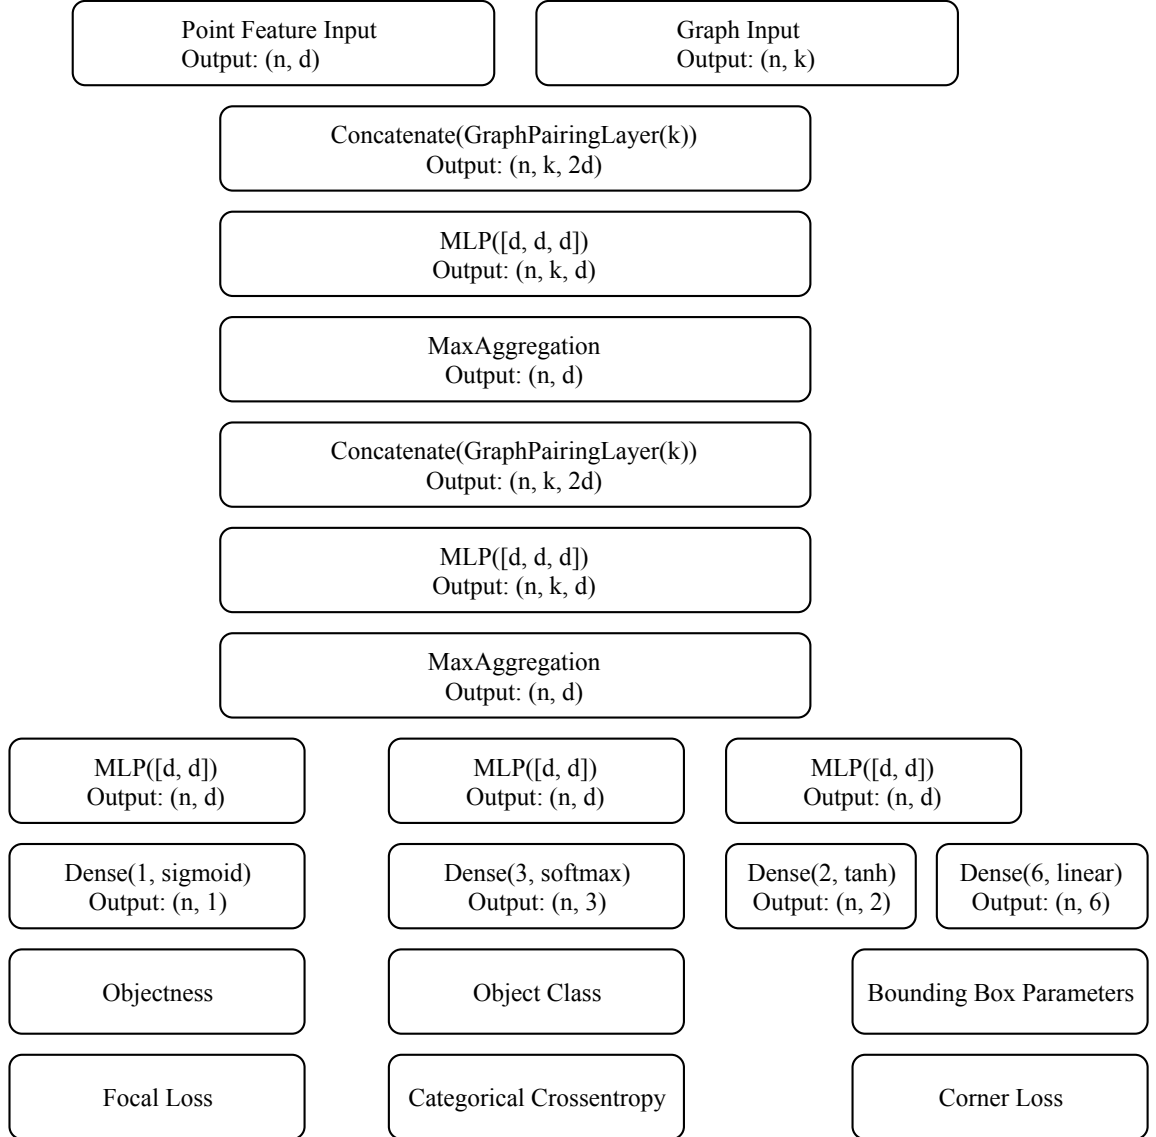 Point Feature Input
Output: (n, d)
Graph Input
Output: (n, k)
Concatenate(GraphPairingLayer(k))
Output: (n, k, 2d)
MLP([d, d, d])
Output: (n, k, d)
MaxAggregation
Output: (n, d)
Concatenate(GraphPairingLayer(k))
Output: (n, k, 2d)
MLP([d, d, d])
Output: (n, k, d)
MaxAggregation
Output: (n, d)
MLP([d, d])
Output: (n, d)
MLP([d, d])
Output: (n, d)
MLP([d, d])
Output: (n, d)
Dense(1, sigmoid)
Output: (n, 1)
Dense(3, softmax)
Output: (n, 3)
Dense(2, tanh)
Output: (n, 2)
Dense(6, linear)
Output: (n, 6)
Objectness
Object Class
Bounding Box Parameters
Focal Loss
Categorical Crossentropy
Corner Loss